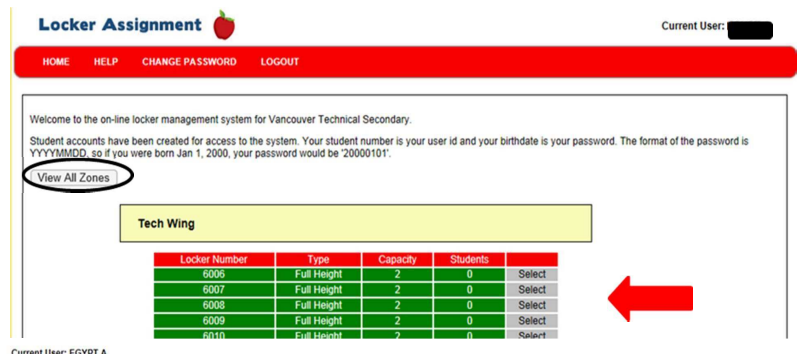 Locker Assignment
Current User:
HOME HELP CHANGE PASSWORD LOGOUT
Welcome to the on-line locker management system for Vancouver Technical Secondary.
Student accounts have been created for access to the system. Your student number is your user id and your birthdate is your password. The format of the password is
YYYYMMDD, so if you were born Jan 1, 2000, your password would be '20000101'.
View All Zones
Tech Wing
Locker Number Type Capacity Students
6006 Full Height 2 0 Select
6007 Full Height 2 0 Select
6008 Full Height 2 0 Select
6009 Full Height 2 0 Select
6010 Full Height 2 0 Select
Current User: EGYPT A